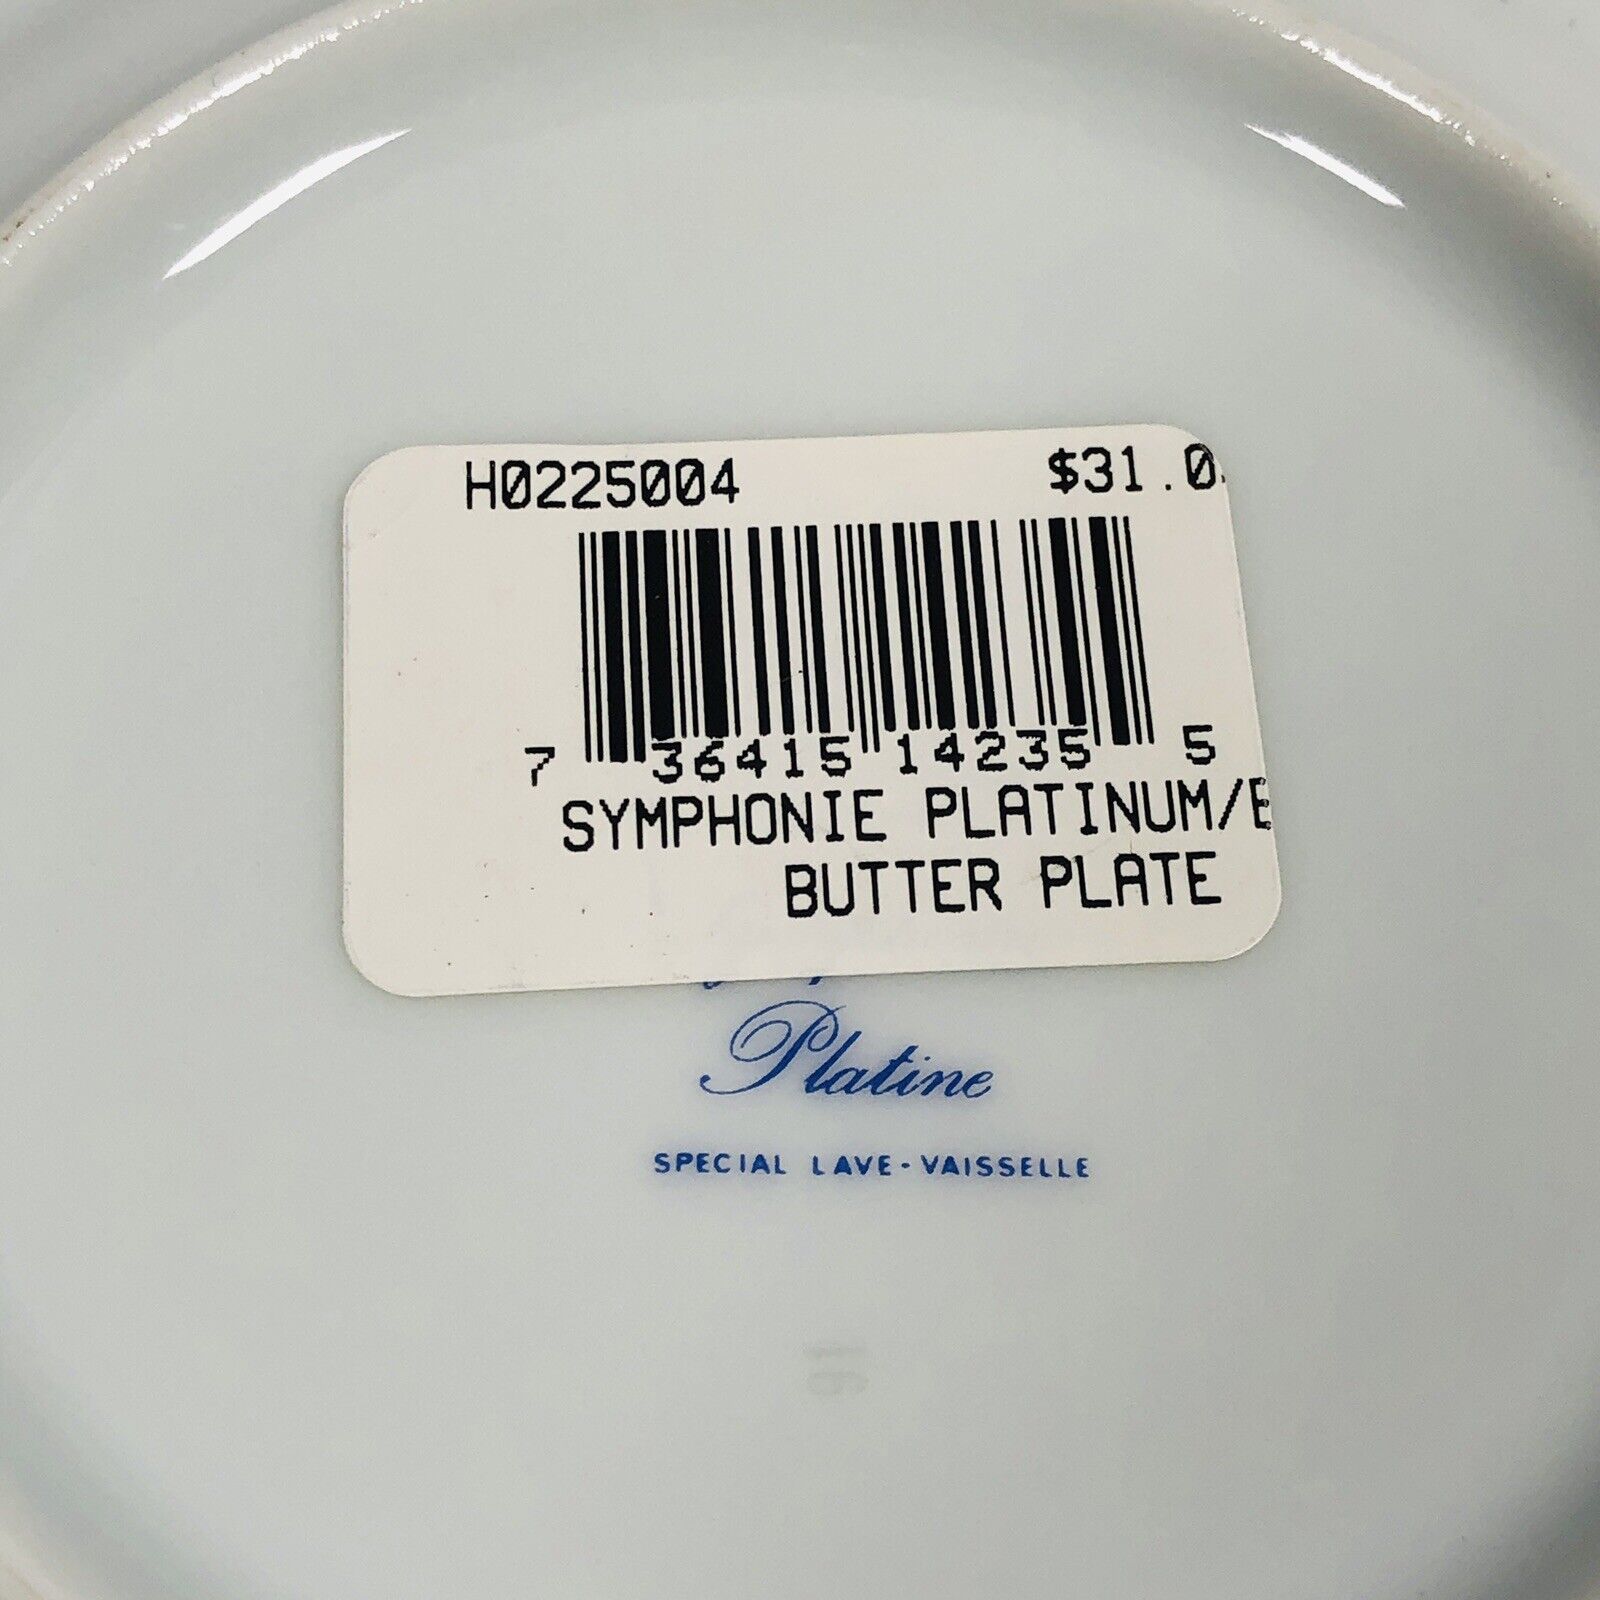 H0225004 $31.0
7 36415 14235 5
SYMPHONIE PLATINUM/B
BUTTER PLATE
Platine
SPECIAL LAVE-VAISSELLE